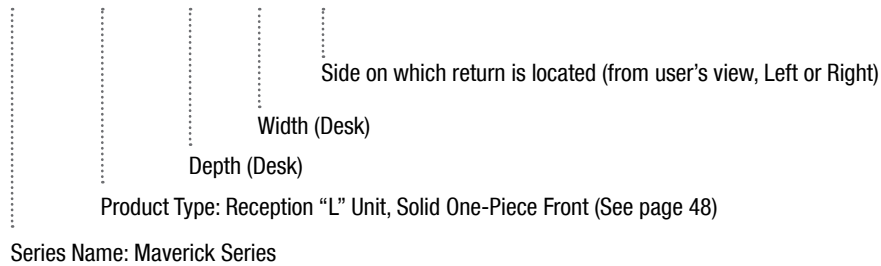 Side on which return is located (from user's view, Left or Right)
Width (Desk)
Depth (Desk)
Product Type: Reception “L” Unit, Solid One-Piece Front (See page 48)
Series Name: Maverick Series